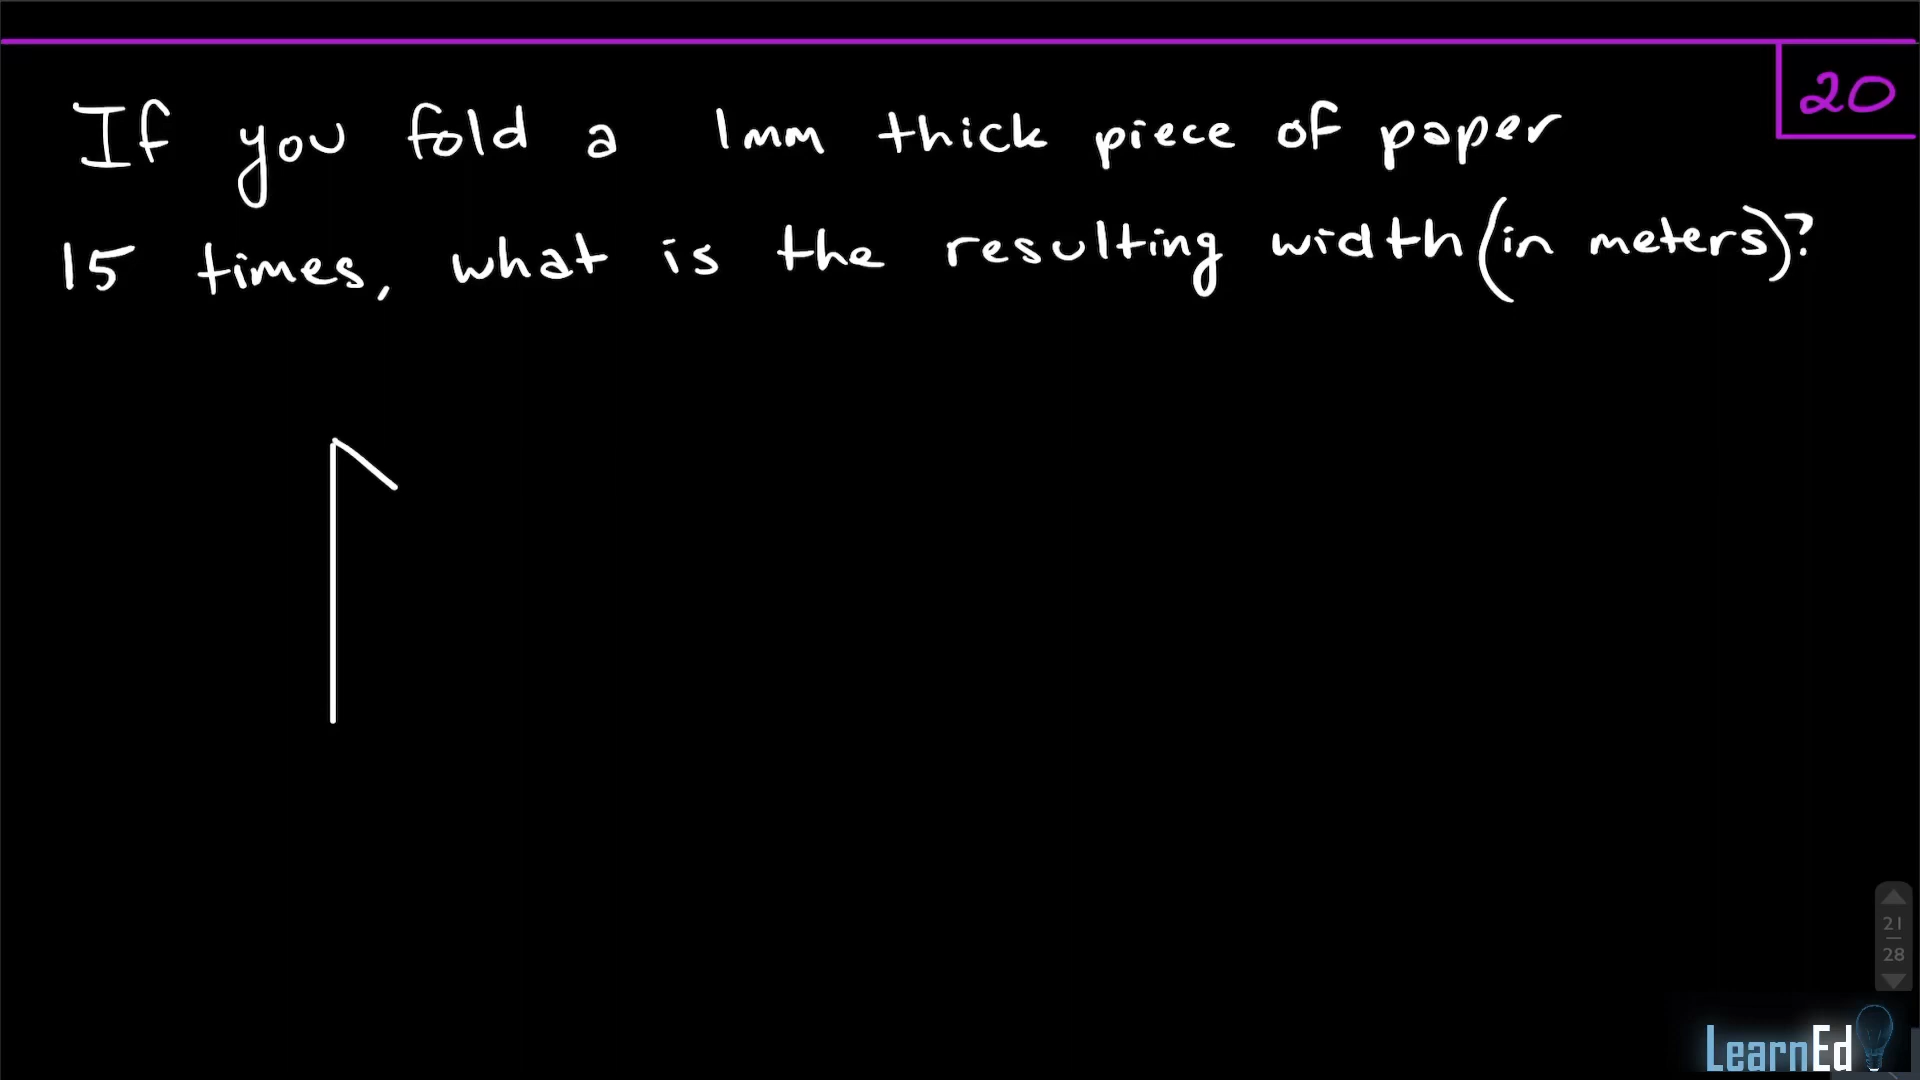 20
If you fold a 1mm thick piece of paper
15 times, what is the resulting width (in meters)?
21
28
LearnEd